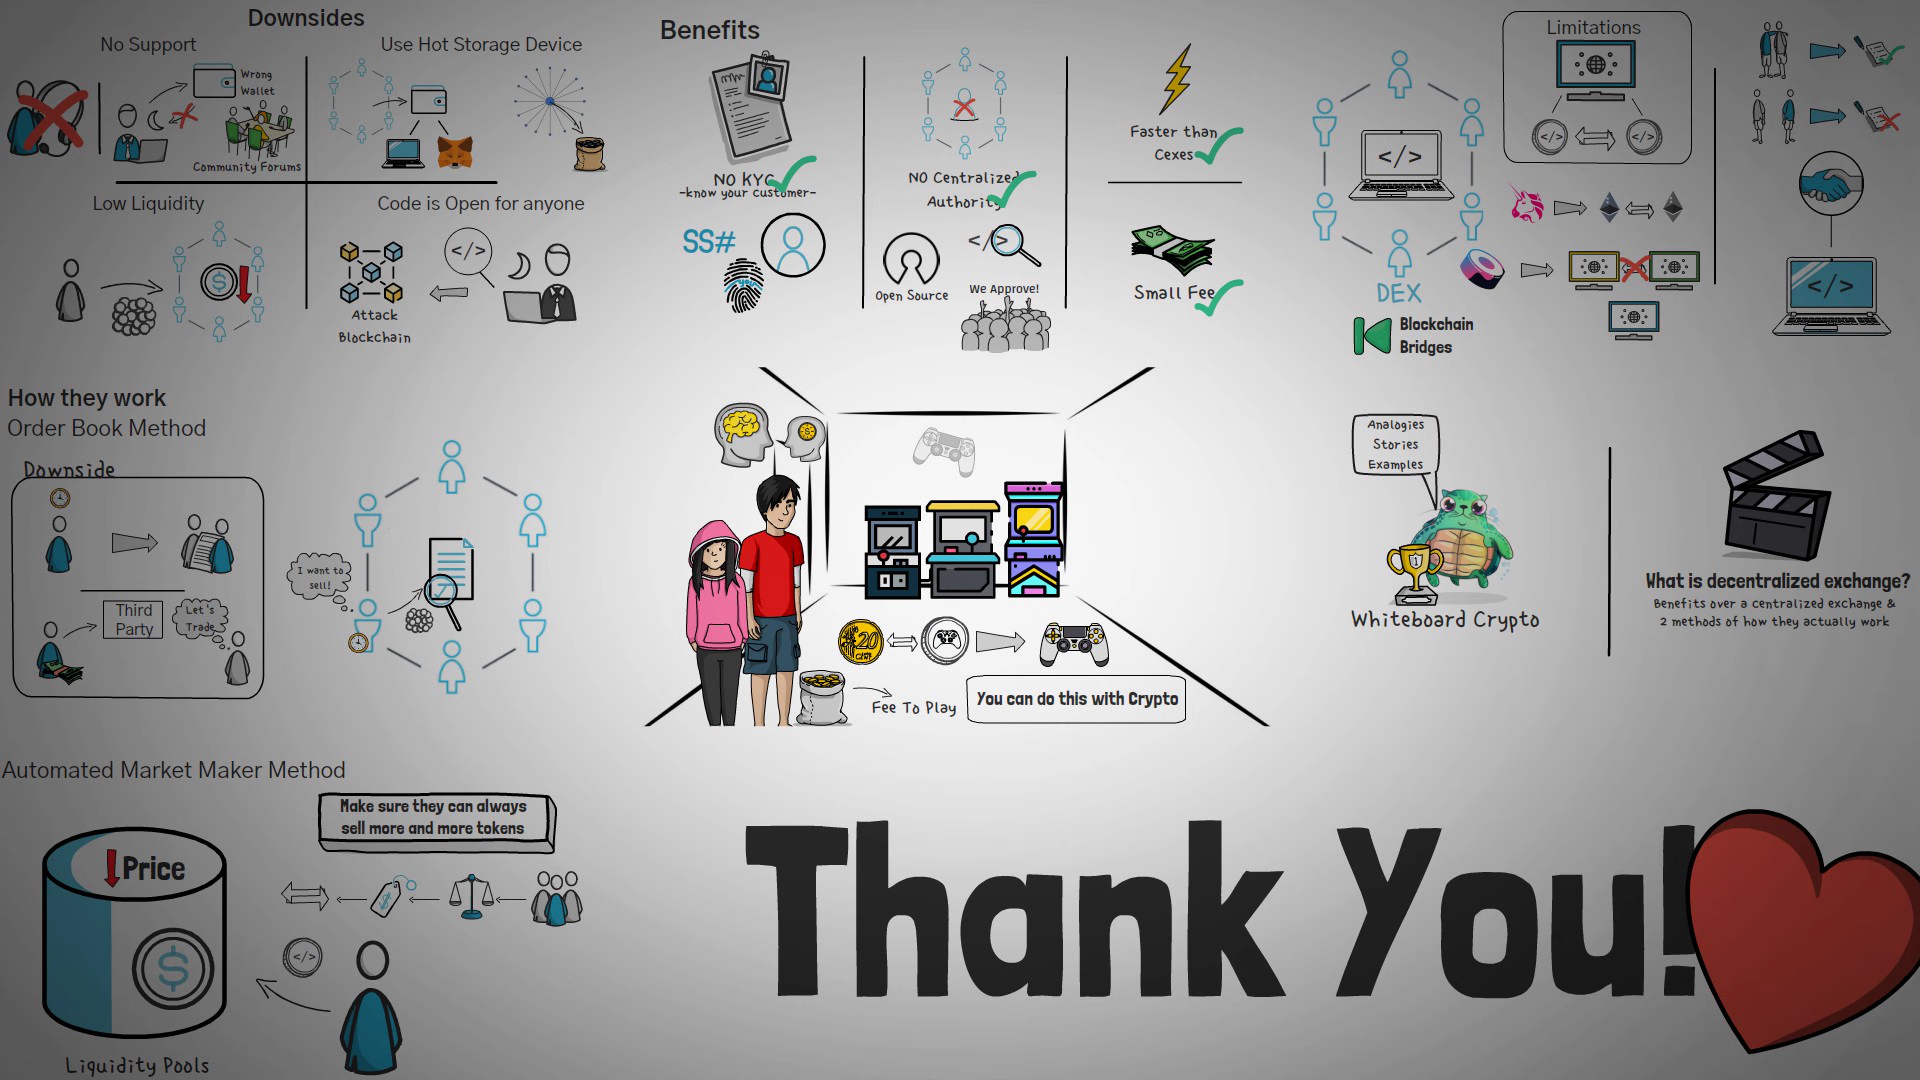 Downsides
No Support
Wrong
Wallet
Community Forums
Use Hot Storage Device
Low Liquidity
Code is Open for anyone
</>
Attack
Blockchain
Benefits
NO KYC
-know your customer-
SS#
NO Centralized
Authority
</>
Open Source
We Approve!
Faster than
Cexes
Small Fee
</>
DEX
Blockchain
Bridges
Limitations
</>
</>
</>
How they work
Order Book Method
Downside
Third
Party
Let's
Trade
I want to
sell!
20
Fee To Play
You can do this with Crypto
Analogies
Stories
Examples
1
Whiteboard Crypto
What is decentralized exchange?
Benefits over a centralized exchange &
2 methods of how they actually work
Automated Market Maker Method
Make sure they can always
sell more and more tokens
Price
$
</>
Liquidity Pools
Thank You!